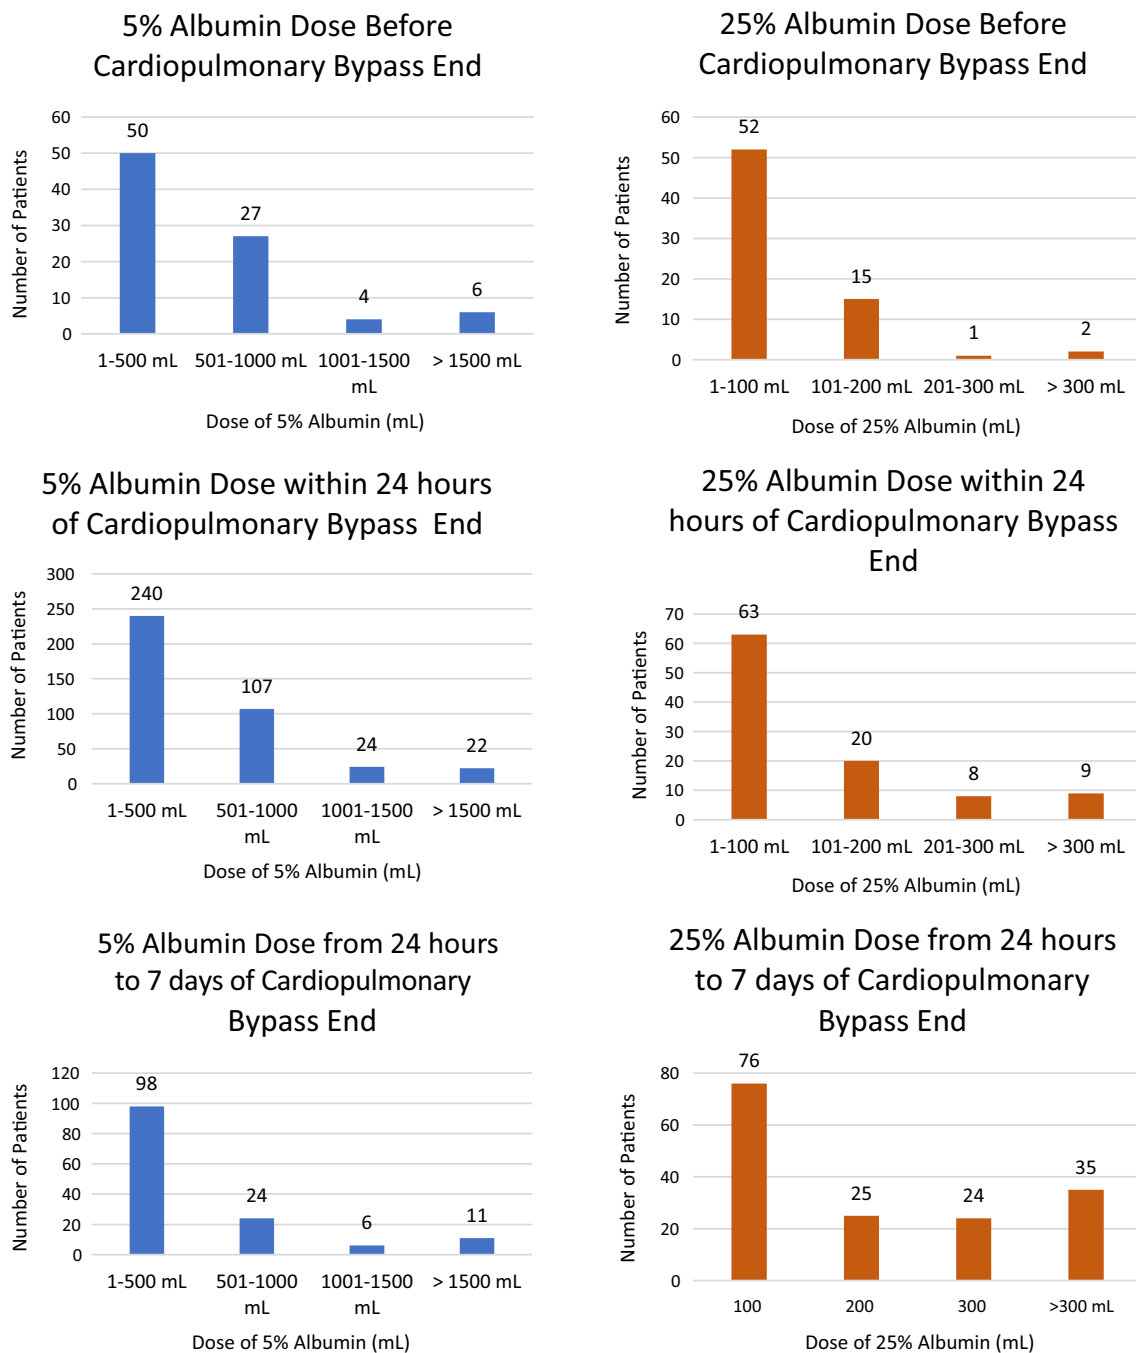 5% Albumin Dose Before
Cardiopulmonary Bypass End
60
50
40
30
20
10
0
Number of Patients
50
27
4
6
1-500 mL
501-1000 mL
1001-1500
mL
> 1500 mL
Dose of 5% Albumin (mL)
25% Albumin Dose Before
Cardiopulmonary Bypass End
60
50
40
30
20
10
0
Number of Patients
52
15
1
2
1-100 mL
101-200 mL
201-300 mL
> 300 mL
Dose of 25% Albumin (mL)
5% Albumin Dose within 24 hours
of Cardiopulmonary Bypass End
300
250
200
150
100
50
0
Number of Patients
240
107
24
22
1-500 mL
501-1000
mL
1001-1500
mL
> 1500 mL
Dose of 5% Albumin (mL)
25% Albumin Dose within 24
hours of Cardiopulmonary Bypass
End
70
60
50
40
30
20
10
0
Number of Patients
63
20
8
9
1-100 mL
101-200 mL
201-300 mL
> 300 mL
Dose of 25% Albumin (mL)
5% Albumin Dose from 24 hours
to 7 days of Cardiopulmonary
Bypass End
120
100
80
60
40
20
0
Number of Patients
98
24
6
11
1-500 mL
501-1000
mL
1001-1500
mL
> 1500 mL
Dose of 5% Albumin (mL)
25% Albumin Dose from 24 hours
to 7 days of Cardiopulmonary
Bypass End
80
60
40
20
0
Number of Patients
76
25
24
35
100
200
300
>300 mL
Dose of 25% Albumin (mL)